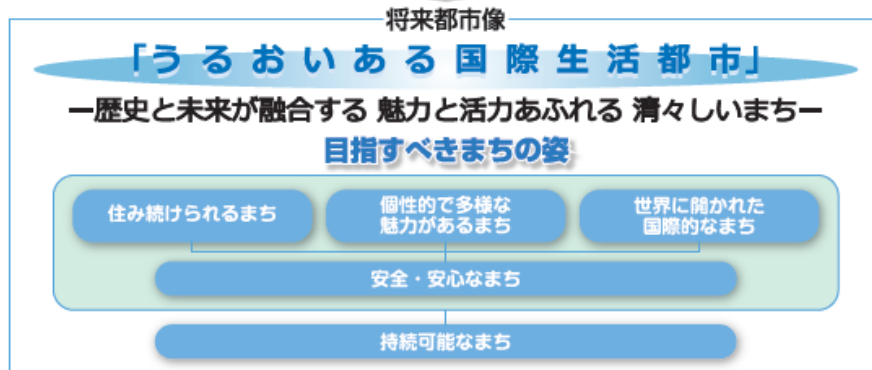 将来都市像
「うるおいある国際生活都市」
ー歴史と未来が融合する 魅力と活力あふれる 清々しいまちー
目指すべきまちの姿
住み続けられるまち
個性的で多様な
魅力があるまち
世界に開かれた
国際的なまち
安全・安心なまち
持続可能なまち